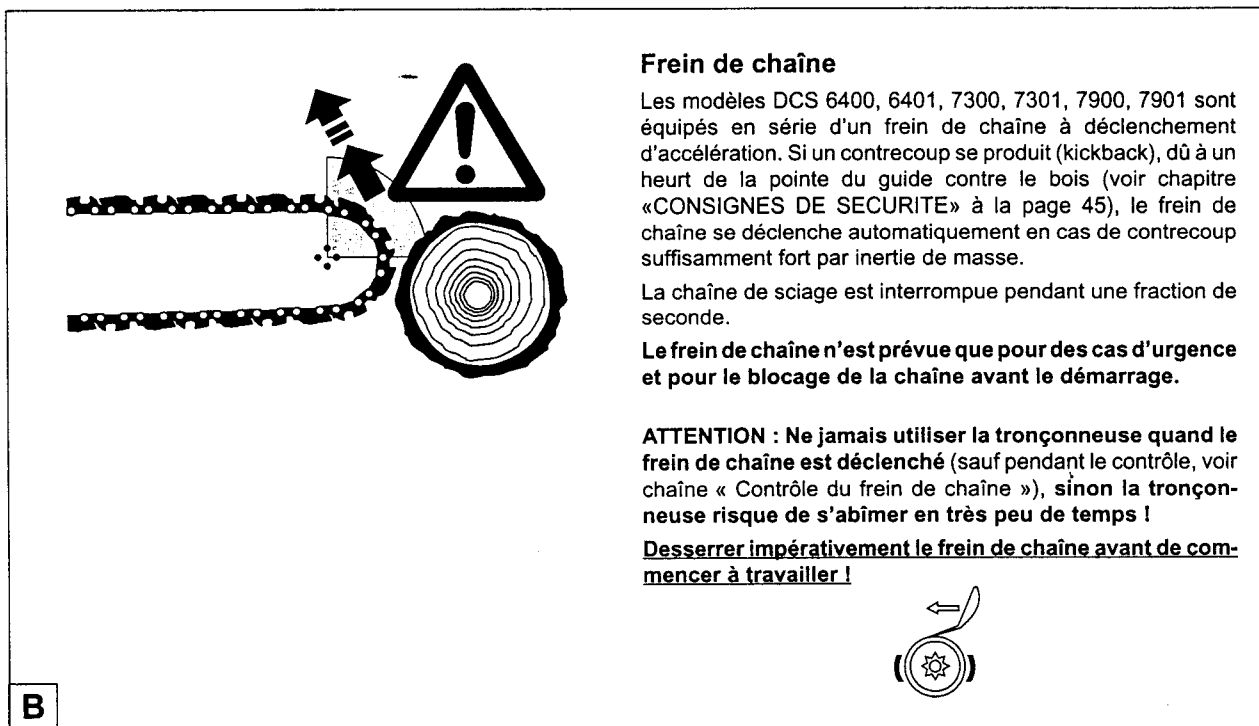 Frein de chaîne
Les modèles DCS 6400, 6401, 7300, 7301, 7900, 7901 sont
équipés en série d'un frein de chaîne à déclenchement
d'accélération. Si un contrecoup se produit (kickback), dû à un
heurt de la pointe du guide contre le bois (voir chapitre
«CONSIGNES DE SECURITE» à la page 45), le frein de
chaîne se déclenche automatiquement en cas de contrecoup
suffisamment fort par inertie de masse.
La chaîne de sciage est interrompue pendant une fraction de
seconde.
Le frein de chaîne n'est prévue que pour des cas d'urgence
et pour le blocage de la chaîne avant le démarrage.
ATTENTION : Ne jamais utiliser la tronçonneuse quand le
frein de chaîne est déclenché (sauf pendant le contrôle, voir
chaîne « Contrôle du frein de chaîne »), sinon la tronçon-
neuse risque de s'abîmer en très peu de temps !
Desserrer impérativement le frein de chaîne avant de com-
mencer à travailler !
B